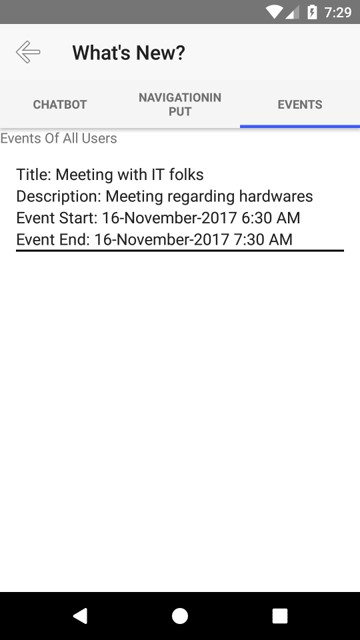 7:29
What's New?
CHATBOT
NAVIGATIONIN
PUT
EVENTS
Events Of All Users
Title: Meeting with IT folks
Description: Meeting regarding hardwares
Event Start: 16-November-2017 6:30 AM
Event End: 16-November-2017 7:30 AM